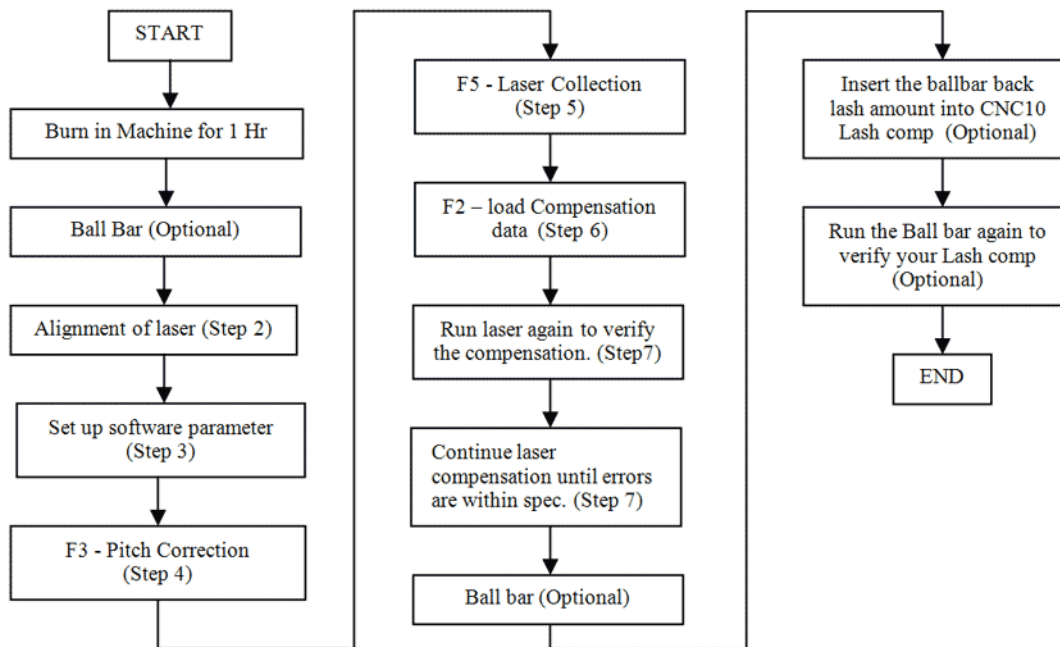 START
Burn in Machine for 1 Hr
Ball Bar (Optional)
Alignment of laser (Step 2)
Set up software parameter
(Step 3)
F3 - Pitch Correction
(Step 4)
F5 - Laser Collection
(Step 5)
F2 – load Compensation
data (Step 6)
Run laser again to verify
the compensation. (Step7)
Continue laser
compensation until errors
are within spec. (Step 7)
Ball bar (Optional)
Insert the ballbar back
lash amount into CNC10
Lash comp (Optional)
Run the Ball bar again to
verify your Lash comp
(Optional)
END